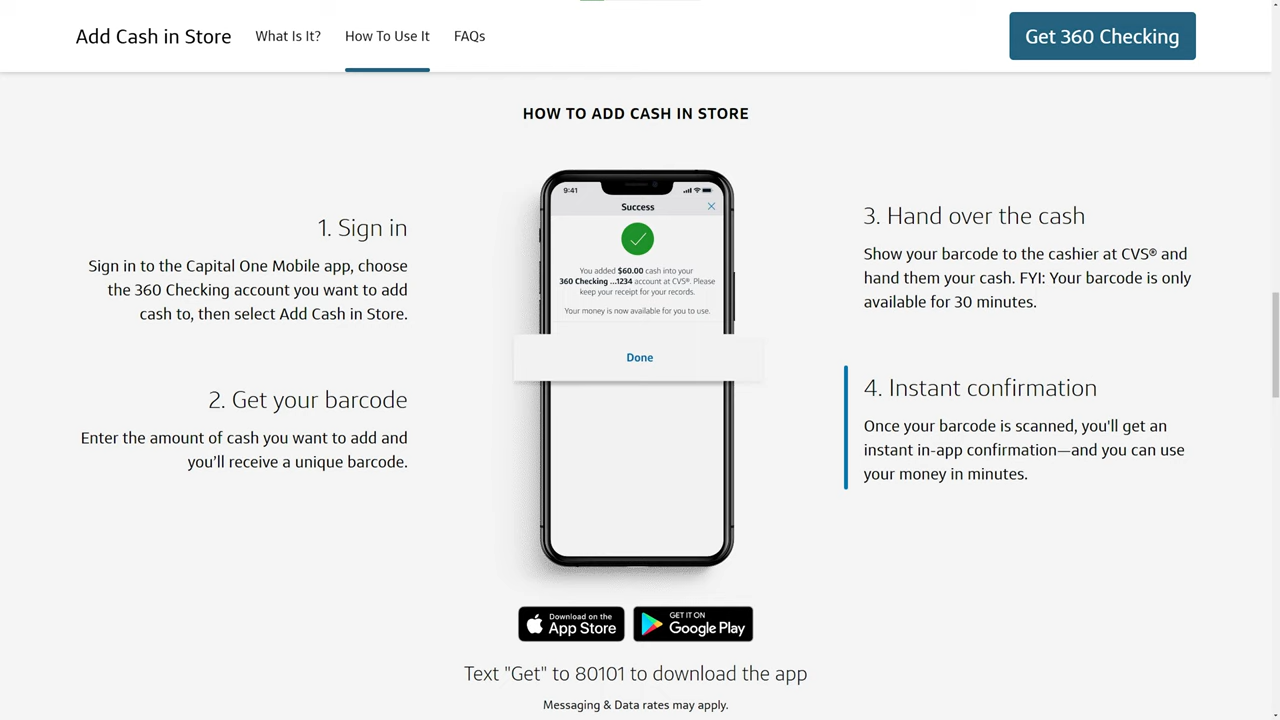 Add Cash in Store
What Is It?
How To Use It
FAQs
Get 360 Checking
HOW TO ADD CASH IN STORE
1. Sign in
Sign in to the Capital One Mobile app, choose
the 360 Checking account you want to add
cash to, then select Add Cash in Store.
2. Get your barcode
Enter the amount of cash you want to add and
you’ll receive a unique barcode.
9:41
Success
You added $60.00 cash into your
360 Checking ...1234 account at CVS®. Please
keep your receipt for your records.
Your money is now available for you to use.
Done
3. Hand over the cash
Show your barcode to the cashier at CVS® and
hand them your cash. FYI: Your barcode is only
available for 30 minutes.
4. Instant confirmation
Once your barcode is scanned, you'll get an
instant in-app confirmation—and you can use
your money in minutes.
Download on the
App Store
GET IT ON
Google Play
Text "Get" to 80101 to download the app
Messaging & Data rates may apply.